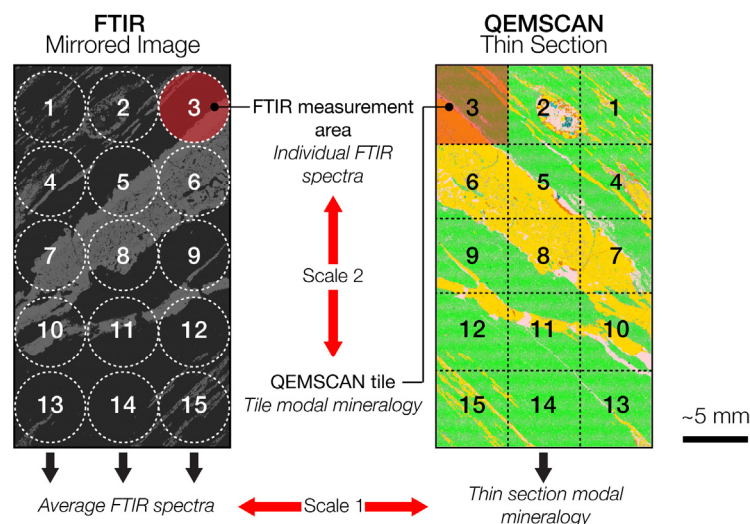 FTIR
Mirrored Image
QEMSCAN
Thin Section
1 2 3
4 5 6
7 8 9
10 11 12
13 14 15
FTIR measurement
area
Individual FTIR
spectra
Scale 2
QEMSCAN tile
Tile modal mineralogy
3 2 1
6 5 4
9 8 7
12 11 10
15 14 13
~5 mm
Average FTIR spectra
Scale 1
Thin section modal
mineralogy